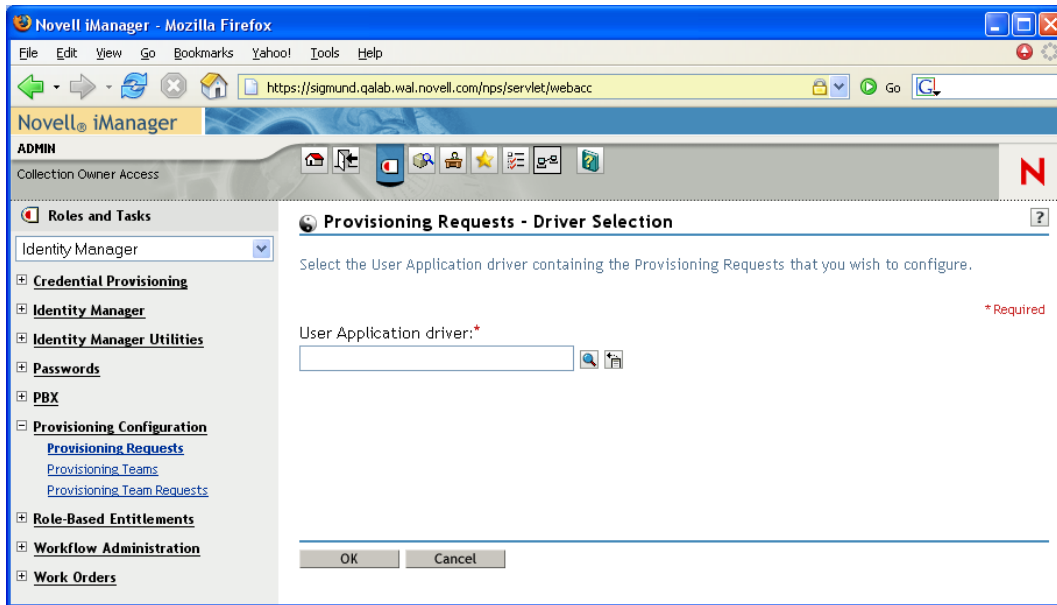 Novell iManager - Mozilla Firefox
File Edit View Go Bookmarks Yahoo! Tools Help
https://sigmund.qalab.wal.novell.com/nps/servlet/webacc Go G
Novell® iManager
ADMIN
Collection Owner Access
N
Roles and Tasks
Identity Manager
Credential Provisioning
Identity Manager
Identity Manager Utilities
Passwords
PBX
Provisioning Configuration
Provisioning Requests
Provisioning Teams
Provisioning Team Requests
Role-Based Entitlements
Workflow Administration
Work Orders
Provisioning Requests - Driver Selection ?
Select the User Application driver containing the Provisioning Requests that you wish to configure.
* Required
User Application driver:*
OK Cancel